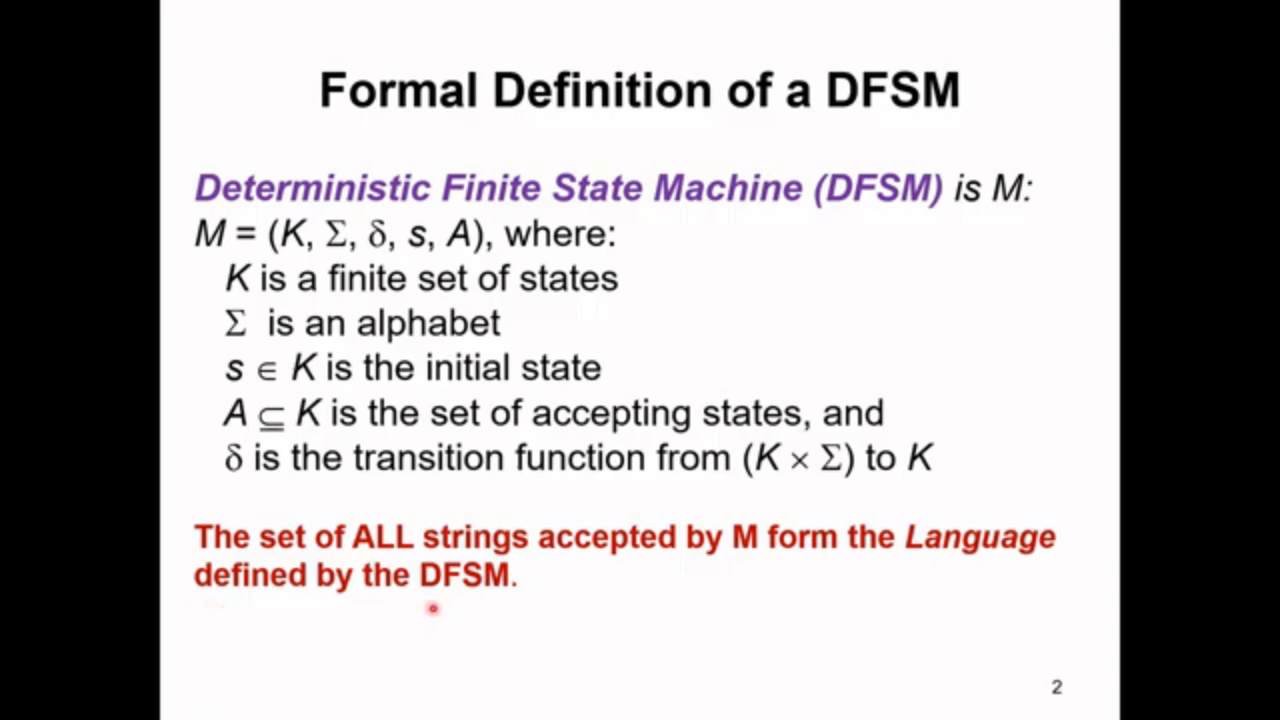 Formal Definition of a DFSM
Deterministic Finite State Machine (DFSM) is M:
M = (K, Σ, δ, s, A), where:
K is a finite set of states
Σ is an alphabet
s ∈ K is the initial state
A ⊆ K is the set of accepting states, and
δ is the transition function from (K × Σ) to K
The set of ALL strings accepted by M form the Language
defined by the DFSM.
2